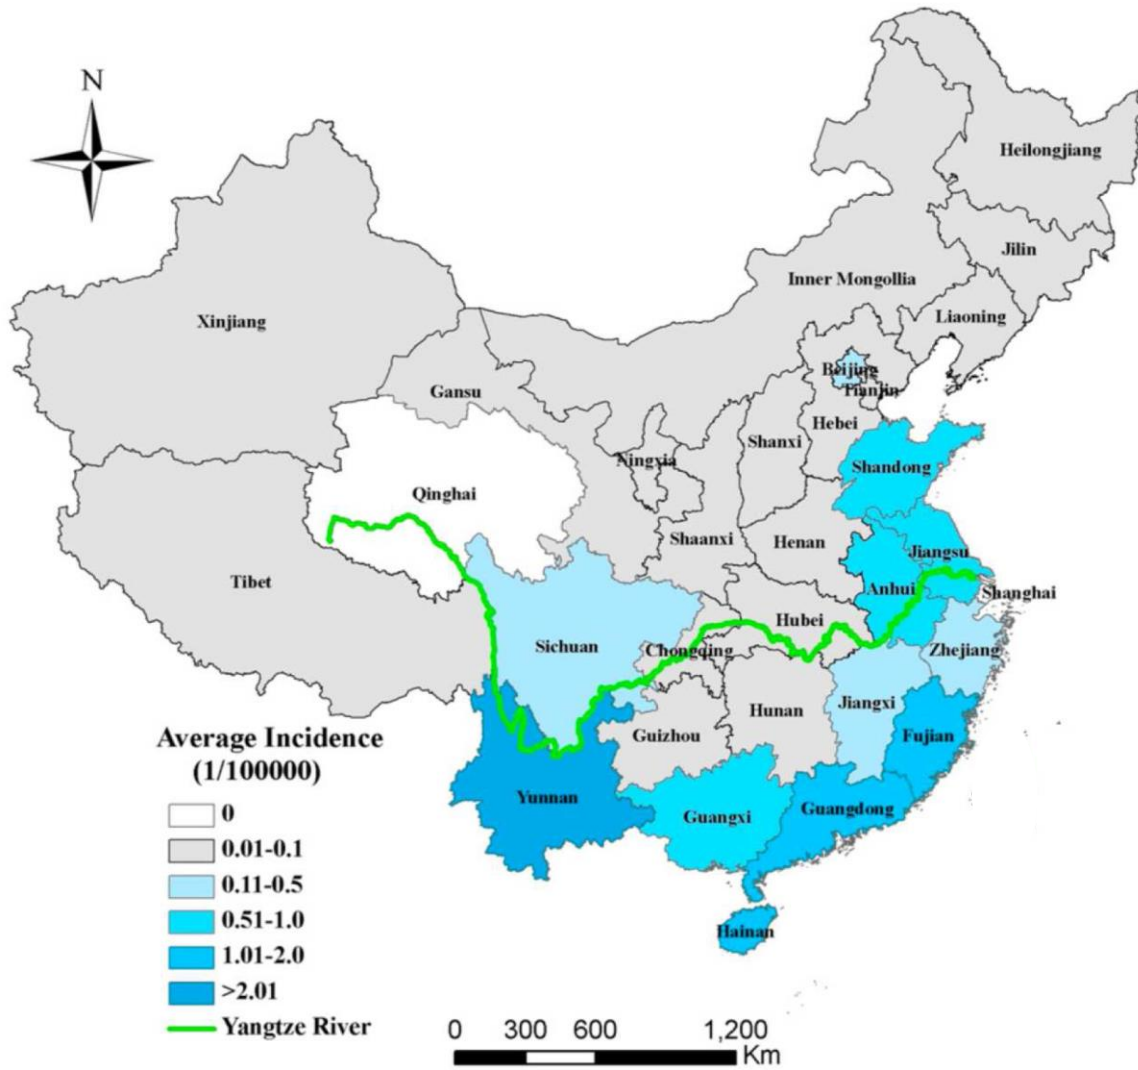 N
Heilongjiang
Jilin
Inner Mongollia
Liaoning
Xinjiang
Beijing
Tianjin
Gansu
Hebei
Shanxi
Ningxia
Shandong
Qinghai
Shaanxi
Henan
Jiangsu
Tibet
Anhui
Shanghai
Hubei
Sichuan
Chongqing
Zhejiang
Jiangxi
Hunan
Guizhou
Fujian
Yunnan
Guangxi
Guangdong
Hainan
Average Incidence
(1/100000)
0
0.01-0.1
0.11-0.5
0.51-1.0
1.01-2.0
>2.01
Yangtze River
0 300 600 1,200
Km